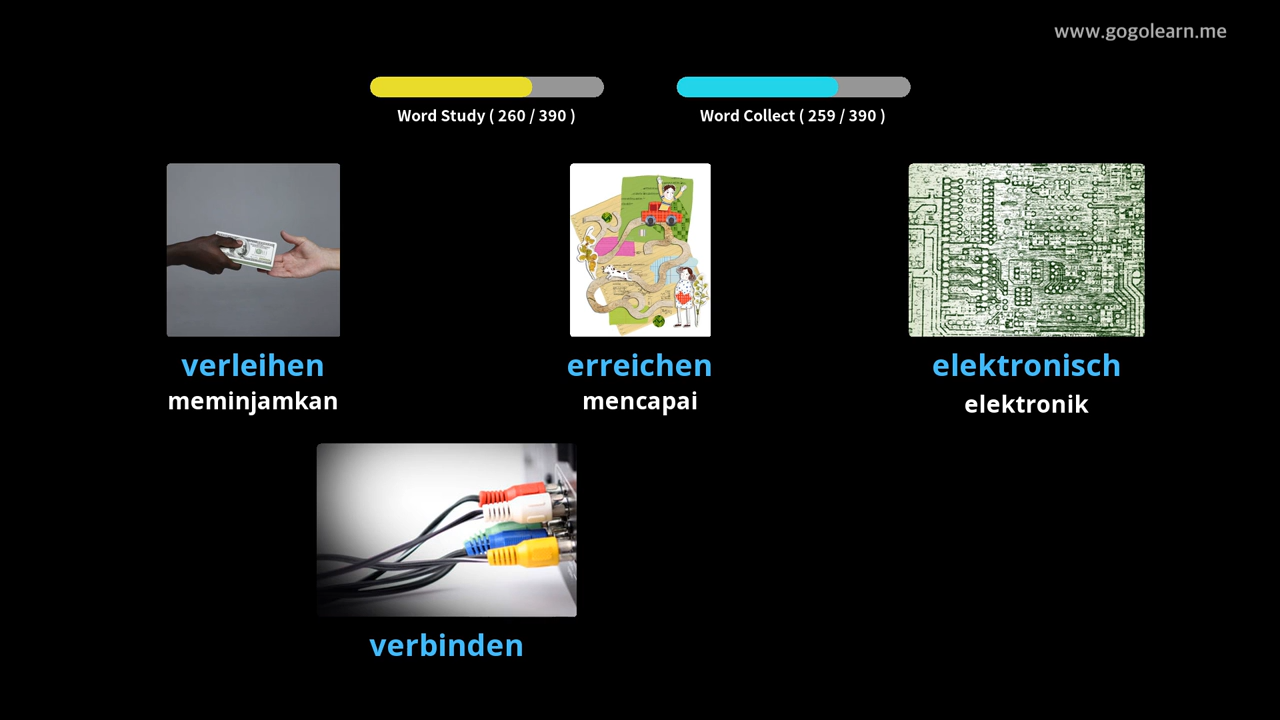 www.gogolearn.me
Word Study ( 260 / 390 )
Word Collect ( 259 / 390 )
verleihen
meminjamkan
erreichen
mencapai
elektronisch
elektronik
verbinden